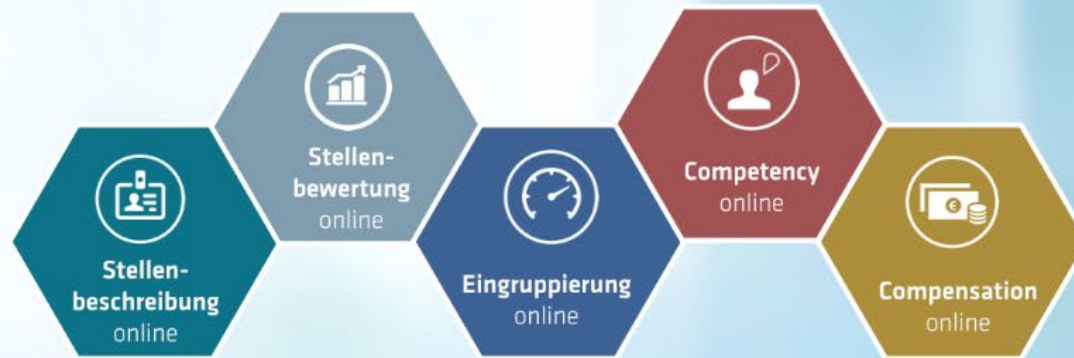 Stellen-
beschreibung
online
Stellen-
bewertung
online
Eingruppierung
online
Competency
online
Compensation
online